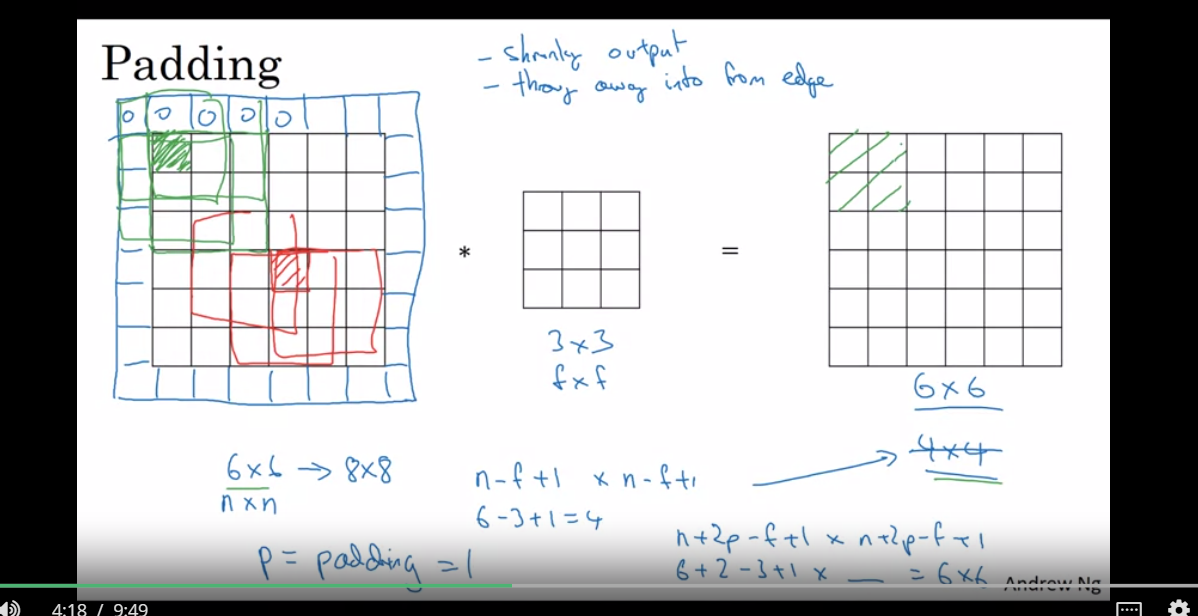 Padding
- shrinky output
- throw away info from edge
0 0 0 0 0
*
=
3×3
f×f
6×6
4×4
6×6 → 8×8
n×n
n-f+1 × n-f+1
6-3+1=4
p = padding = 1
n+2p-f+1 × n+2p-f+1
6+2-3+1 × __ = 6×6
Andrew Ng
4:18 / 9:49